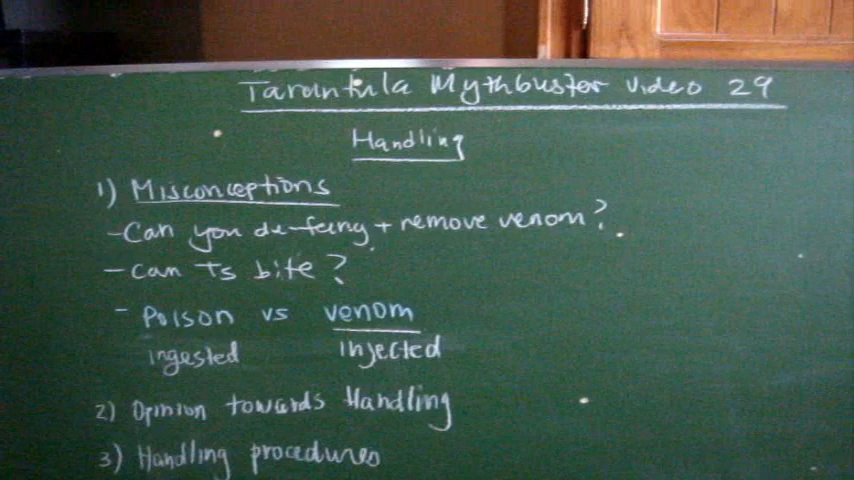 Tarantula Mythbuster video 29
Handling
1) Misconceptions
- Can you de-fang + remove venom?
- Can Ts bite?
- Poison vs venom
ingested injected
2) Opinion towards Handling
3) Handling procedures